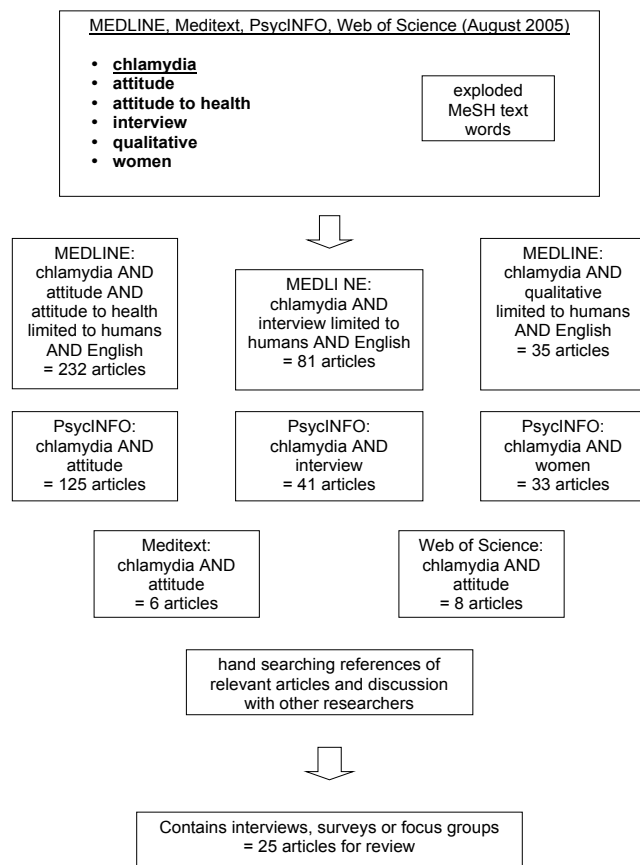 MEDLINE, Meditext, PsycINFO, Web of Science (August 2005)
• chlamydia
• attitude
• attitude to health
• interview
• qualitative
• women
exploded
MeSH text
words
MEDLINE:
chlamydia AND
attitude AND
attitude to health
limited to humans
AND English
= 232 articles
MEDLI NE:
chlamydia AND
interview limited to
humans AND English
= 81 articles
MEDLINE:
chlamydia AND
qualitative
limited to humans
AND English
= 35 articles
PsycINFO:
chlamydia AND
attitude
= 125 articles
PsycINFO:
chlamydia AND
interview
= 41 articles
PsycINFO:
chlamydia AND
women
= 33 articles
Meditext:
chlamydia AND
attitude
= 6 articles
Web of Science:
chlamydia AND
attitude
= 8 articles
hand searching references of
relevant articles and discussion
with other researchers
Contains interviews, surveys or focus groups
= 25 articles for review